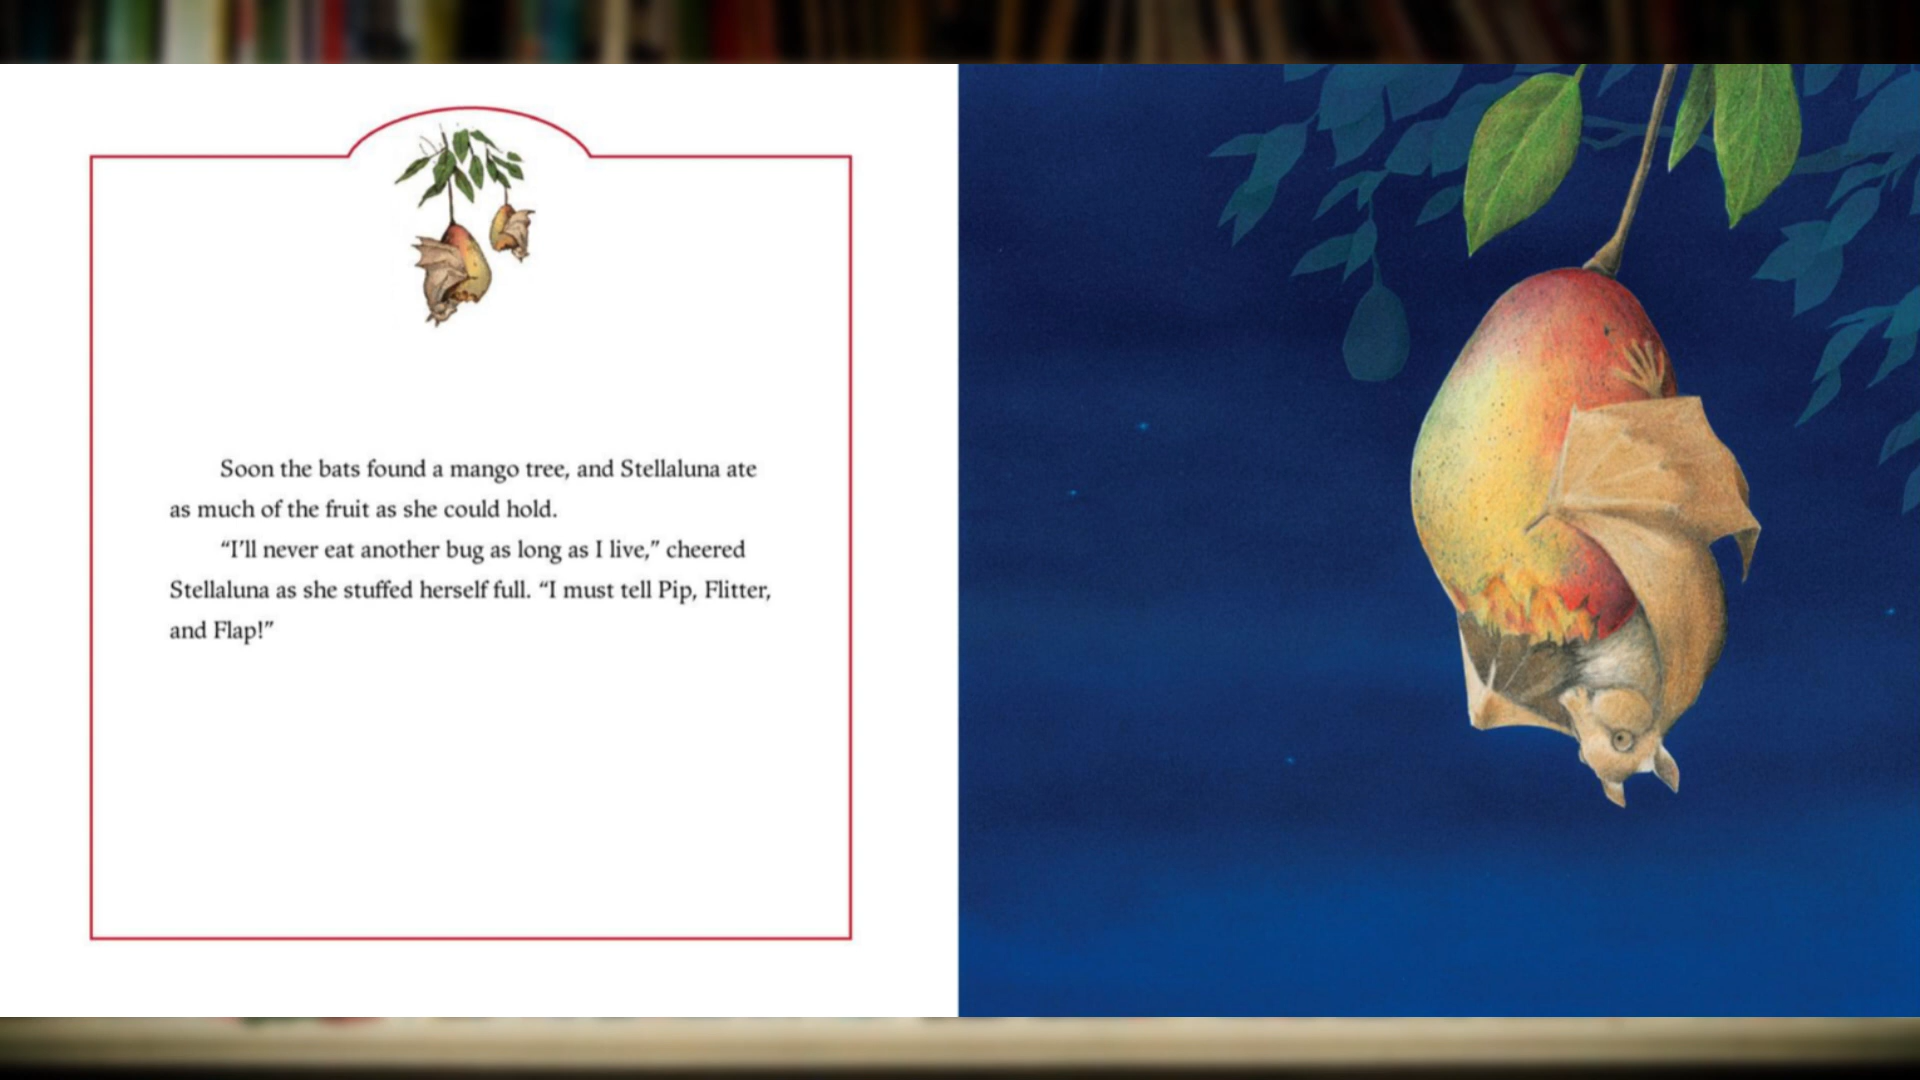 Soon the bats found a mango tree, and Stellaluna ate
as much of the fruit as she could hold.
“I’ll never eat another bug as long as I live,” cheered
Stellaluna as she stuffed herself full. “I must tell Pip, Flitter,
and Flap!”